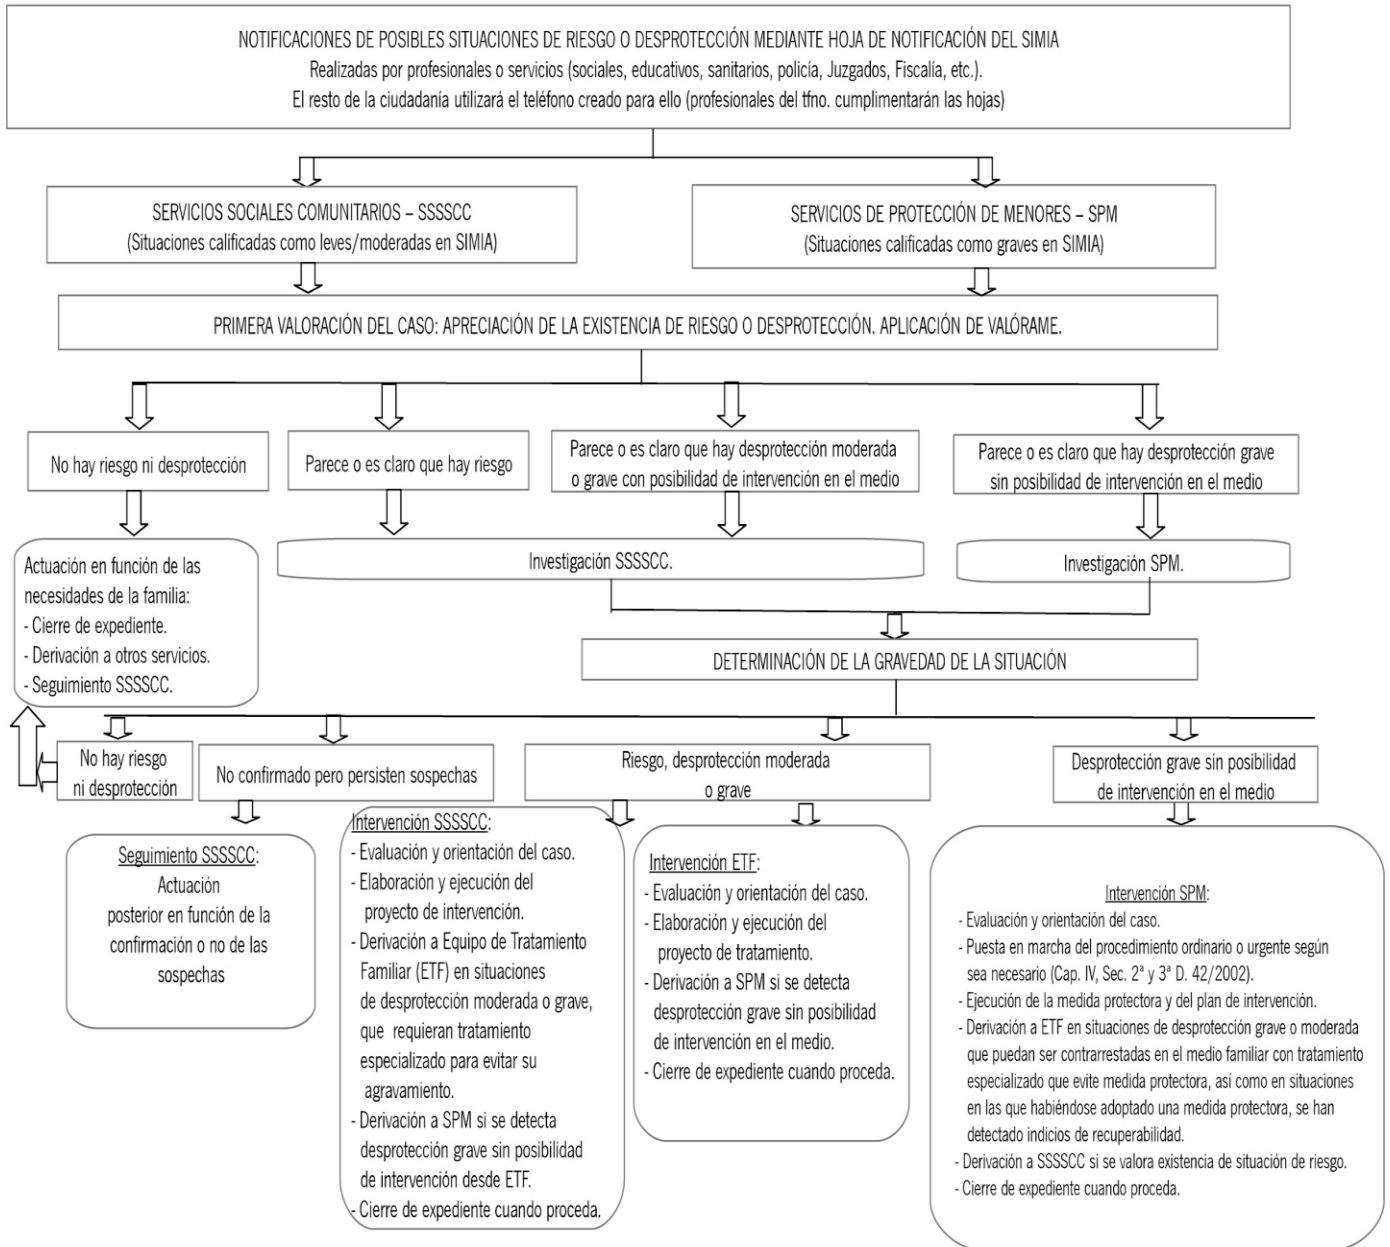 NOTIFICACIONES DE POSIBLES SITUACIONES DE RIESGO O DESPROTECCIÓN MEDIANTE HOJA DE NOTIFICACIÓN DEL SIMIA
Realizadas por profesionales o servicios (sociales, educativos, sanitarios, policía, Juzgados, Fiscalía, etc.).
El resto de la ciudadanía utilizará el teléfono creado para ello (profesionales del tfno. cumplimentarán las hojas)
SERVICIOS SOCIALES COMUNITARIOS – SSSSCC
(Situaciones calificadas como leves/moderadas en SIMIA)
SERVICIOS DE PROTECCIÓN DE MENORES – SPM
(Situaciones calificadas como graves en SIMIA)
PRIMERA VALORACIÓN DEL CASO: APRECIACIÓN DE LA EXISTENCIA DE RIESGO O DESPROTECCIÓN. APLICACIÓN DE VALÓRAME.
No hay riesgo ni desprotección
Parece o es claro que hay riesgo
Parece o es claro que hay desprotección moderada
o grave con posibilidad de intervención en el medio
Parece o es claro que hay desprotección grave
sin posibilidad de intervención en el medio
Actuación en función de las
necesidades de la familia:
- Cierre de expediente.
- Derivación a otros servicios.
- Seguimiento SSSSCC.
Investigación SSSSCC.
Investigación SPM.
DETERMINACIÓN DE LA GRAVEDAD DE LA SITUACIÓN
No hay riesgo
ni desprotección
No confirmado pero persisten sospechas
Riesgo, desprotección moderada
o grave
Desprotección grave sin posibilidad
de intervención en el medio
Seguimiento SSSSCC:
Actuación
posterior en función de la
confirmación o no de las
sospechas
Intervención SSSSCC:
- Evaluación y orientación del caso.
- Elaboración y ejecución del
proyecto de intervención.
- Derivación a Equipo de Tratamiento
Familiar (ETF) en situaciones
de desprotección moderada o grave,
que requieran tratamiento
especializado para evitar su
agravamiento.
- Derivación a SPM si se detecta
desprotección grave sin posibilidad
de intervención desde ETF.
- Cierre de expediente cuando proceda.
Intervención ETF:
- Evaluación y orientación del caso.
- Elaboración y ejecución del
proyecto de tratamiento.
- Derivación a SPM si se detecta
desprotección grave sin posibilidad
de intervención en el medio.
- Cierre de expediente cuando proceda.
Intervención SPM:
- Evaluación y orientación del caso.
- Puesta en marcha del procedimiento ordinario o urgente según
sea necesario (Cap. IV, Sec. 2ª y 3ª D. 42/2002).
- Ejecución de la medida protectora y del plan de intervención.
- Derivación a ETF en situaciones de desprotección grave o moderada
que puedan ser contrarrestadas en el medio familiar con tratamiento
especializado que evite medida protectora, así como en situaciones
en las que habiéndose adoptado una medida protectora, se han
detectado indicios de recuperabilidad.
- Derivación a SSSSCC si se valora existencia de situación de riesgo.
- Cierre de expediente cuando proceda.